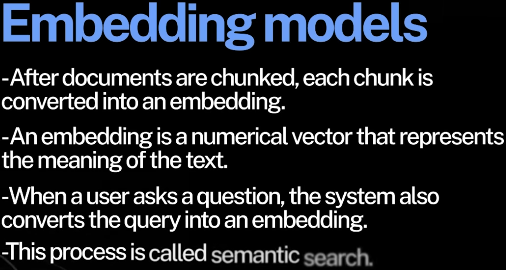 Embedding models
-After documents are chunked, each chunk is
converted into an embedding.
-An embedding is a numerical vector that represents
the meaning of the text.
-When a user asks a question, the system also
converts the query into an embedding.
-This process is called semantic search.